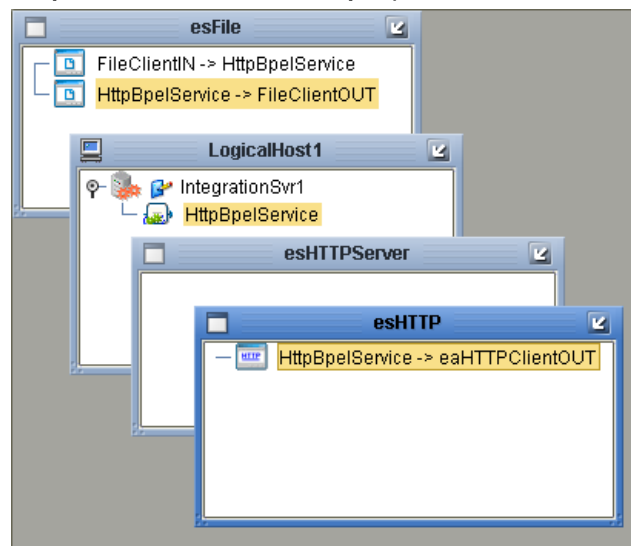 esFile
FileClientIN -> HttpBpelService
HttpBpelService -> FileClientOUT
LogicalHost1
IntegrationSvr1
HttpBpelService
esHTTPServer
esHTTP
HTTP HttpBpelService -> eaHTTPClientOUT